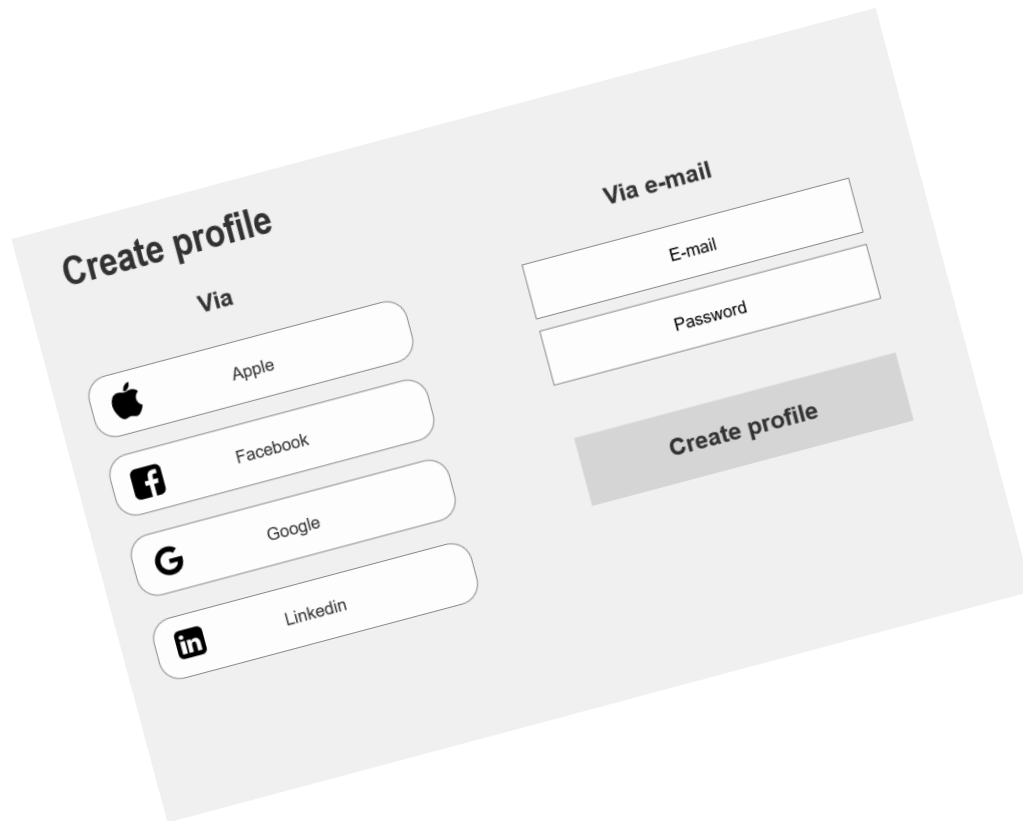 Create profile
Via
Apple
Facebook
Google
Linkedin
Via e-mail
E-mail
Password
Create profile